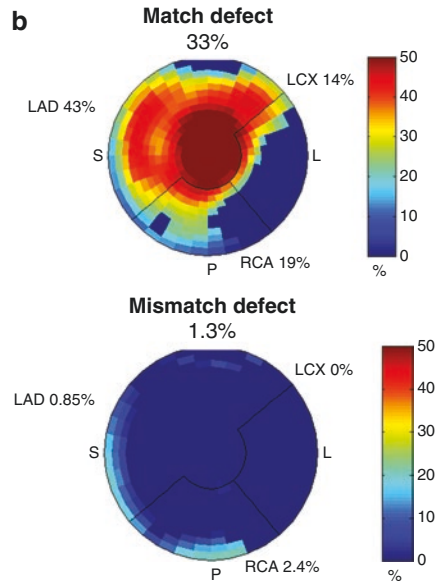 b
Match defect
33%
LCX 14%
LAD 43%
S
L
P
RCA 19%
50
40
30
20
10
0
%
Mismatch defect
1.3%
LCX 0%
LAD 0.85%
S
L
P
RCA 2.4%
50
40
30
20
10
0
%